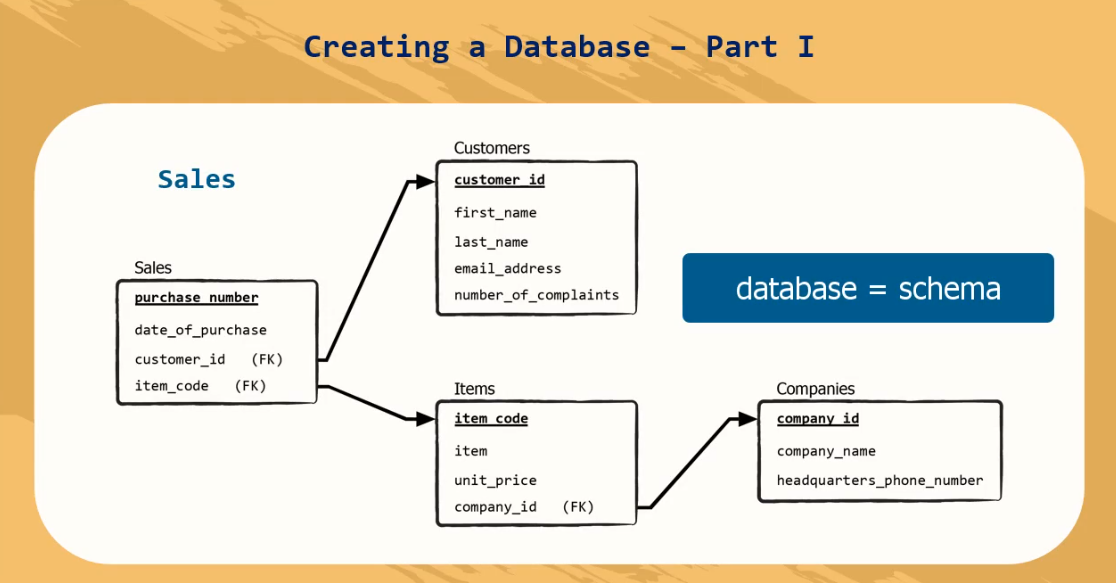 Creating a Database – Part I
Sales
Customers
customer_id
first_name
last_name
email_address
number_of_complaints
Sales
purchase_number
date_of_purchase
customer_id (FK)
item_code (FK)
database = schema
Items
item_code
item
unit_price
company_id (FK)
Companies
company_id
company_name
headquarters_phone_number